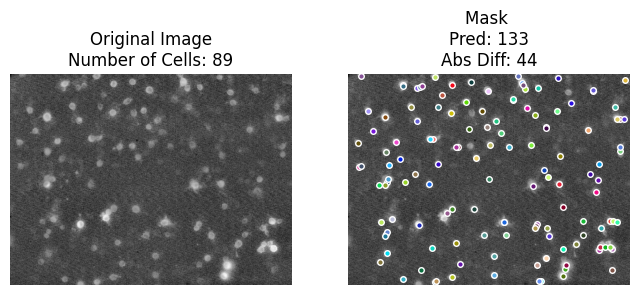 Original Image
Number of Cells: 89
Mask
Pred: 133
Abs Diff: 44